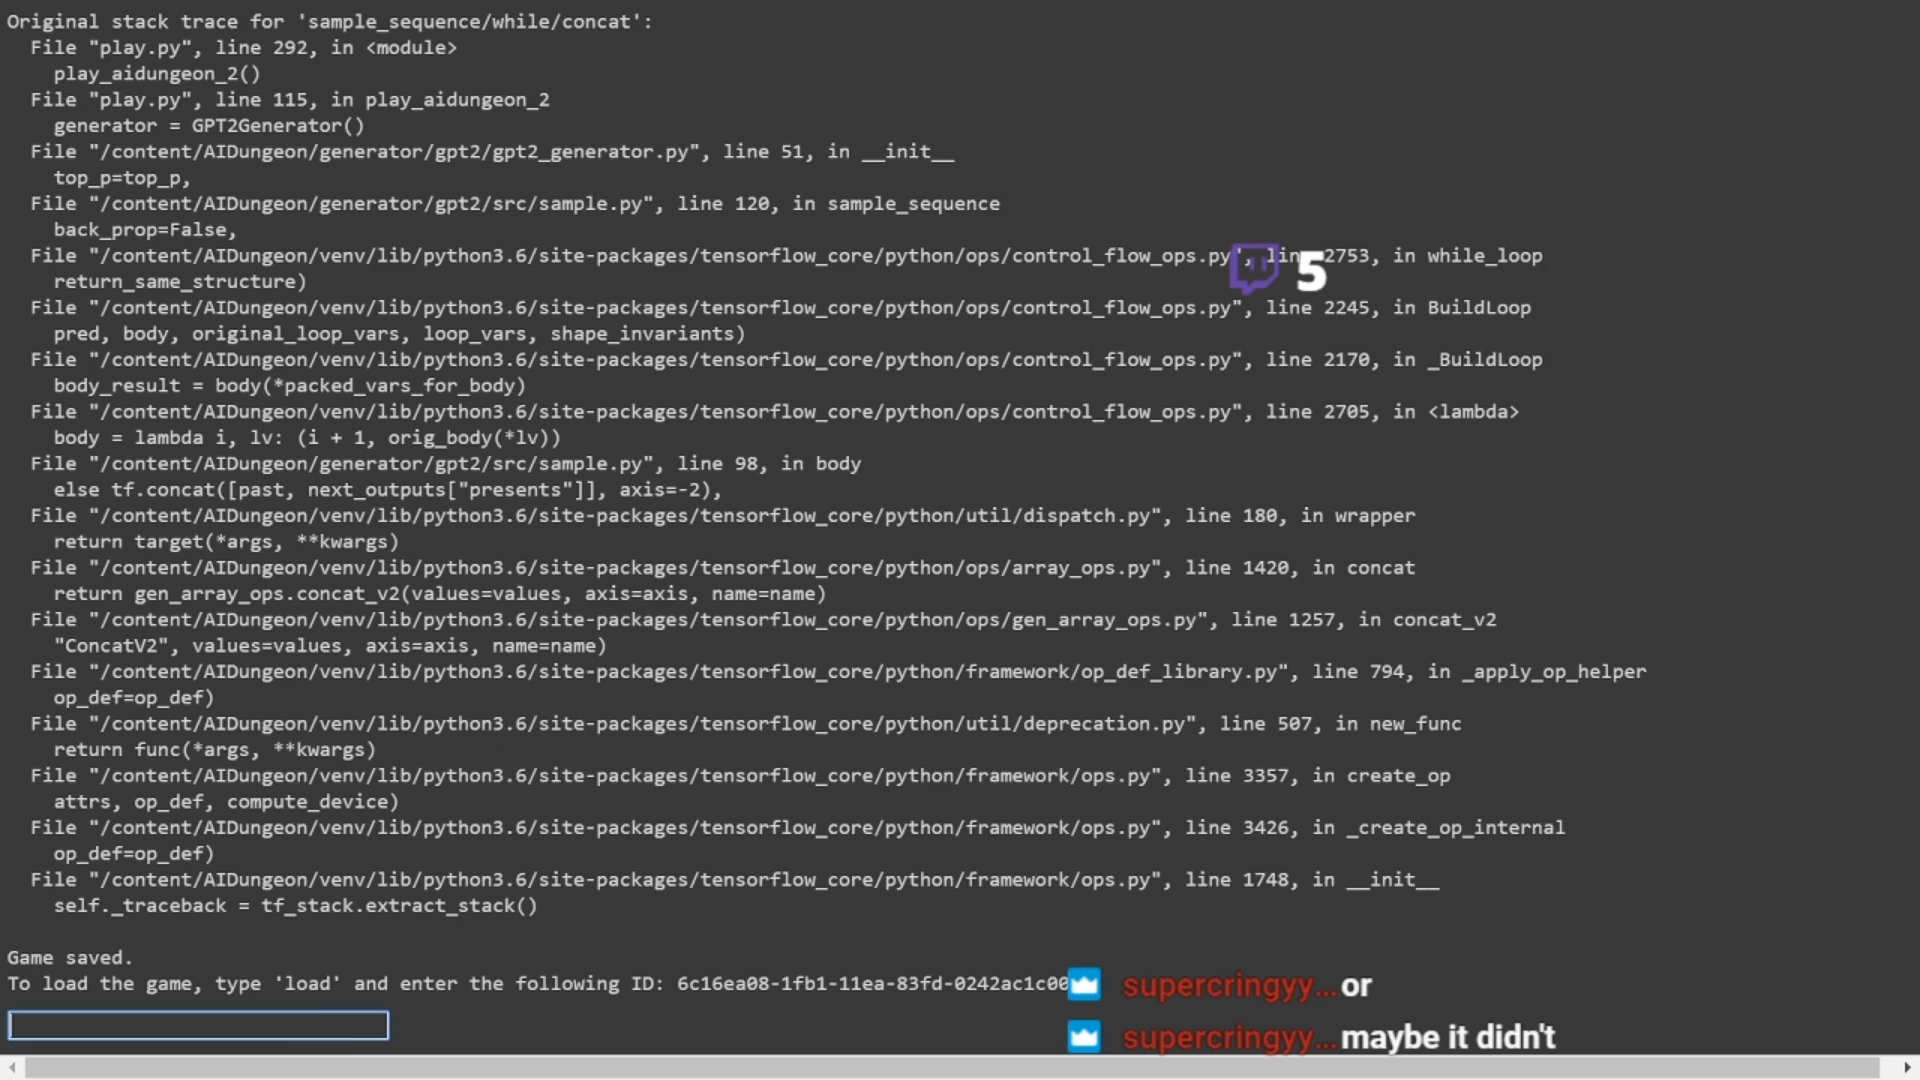 Original stack trace for 'sample_sequence/while/concat':
File "play.py", line 292, in <module>
play_aidungeon_2()
File "play.py", line 115, in play_aidungeon_2
generator = GPT2Generator()
File "/content/AIDungeon/generator/gpt2/gpt2_generator.py", line 51, in __init__
top_p=top_p,
File "/content/AIDungeon/generator/gpt2/src/sample.py", line 120, in sample_sequence
back_prop=False,
File "/content/AIDungeon/venv/lib/python3.6/site-packages/tensorflow_core/python/ops/control_flow_ops.py", line 2753, in while_loop
5
return_same_structure)
File "/content/AIDungeon/venv/lib/python3.6/site-packages/tensorflow_core/python/ops/control_flow_ops.py", line 2245, in BuildLoop
pred, body, original_loop_vars, loop_vars, shape_invariants)
File "/content/AIDungeon/venv/lib/python3.6/site-packages/tensorflow_core/python/ops/control_flow_ops.py", line 2170, in _BuildLoop
body_result = body(*packed_vars_for_body)
File "/content/AIDungeon/venv/lib/python3.6/site-packages/tensorflow_core/python/ops/control_flow_ops.py", line 2705, in <lambda>
body = lambda i, lv: (i + 1, orig_body(*lv))
File "/content/AIDungeon/generator/gpt2/src/sample.py", line 98, in body
else tf.concat([past, next_outputs["presents"]], axis=-2),
File "/content/AIDungeon/venv/lib/python3.6/site-packages/tensorflow_core/python/util/dispatch.py", line 180, in wrapper
return target(*args, **kwargs)
File "/content/AIDungeon/venv/lib/python3.6/site-packages/tensorflow_core/python/ops/array_ops.py", line 1420, in concat
return gen_array_ops.concat_v2(values=values, axis=axis, name=name)
File "/content/AIDungeon/venv/lib/python3.6/site-packages/tensorflow_core/python/ops/gen_array_ops.py", line 1257, in concat_v2
"ConcatV2", values=values, axis=axis, name=name)
File "/content/AIDungeon/venv/lib/python3.6/site-packages/tensorflow_core/python/framework/op_def_library.py", line 794, in _apply_op_helper
op_def=op_def)
File "/content/AIDungeon/venv/lib/python3.6/site-packages/tensorflow_core/python/util/deprecation.py", line 507, in new_func
return func(*args, **kwargs)
File "/content/AIDungeon/venv/lib/python3.6/site-packages/tensorflow_core/python/framework/ops.py", line 3357, in create_op
attrs, op_def, compute_device)
File "/content/AIDungeon/venv/lib/python3.6/site-packages/tensorflow_core/python/framework/ops.py", line 3426, in _create_op_internal
op_def=op_def)
File "/content/AIDungeon/venv/lib/python3.6/site-packages/tensorflow_core/python/framework/ops.py", line 1748, in __init__
self._traceback = tf_stack.extract_stack()
Game saved.
To load the game, type 'load' and enter the following ID: 6c16ea08-1fb1-11ea-83fd-0242ac1c00
supercringyy... or
supercringyy... maybe it didn't